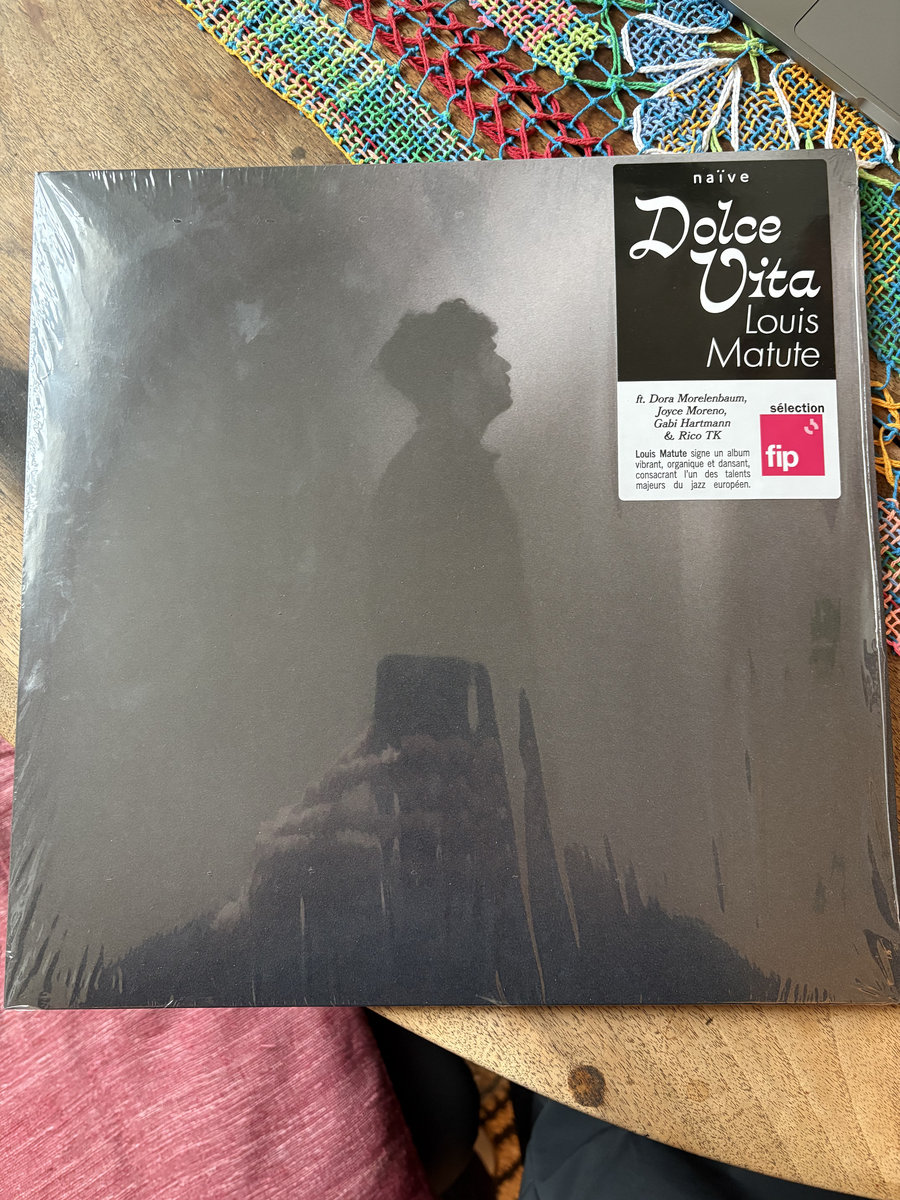 naïve
Dolce
Vita
Louis
Matute
ft. Dora Morelenbaum,
Joyce Moreno,
Gabi Hartmann
& Rico TK
Louis Matute signe un album
vibrant, organique et dansant,
consacrant l'un des talents
majeurs du jazz européen.
sélection
fip